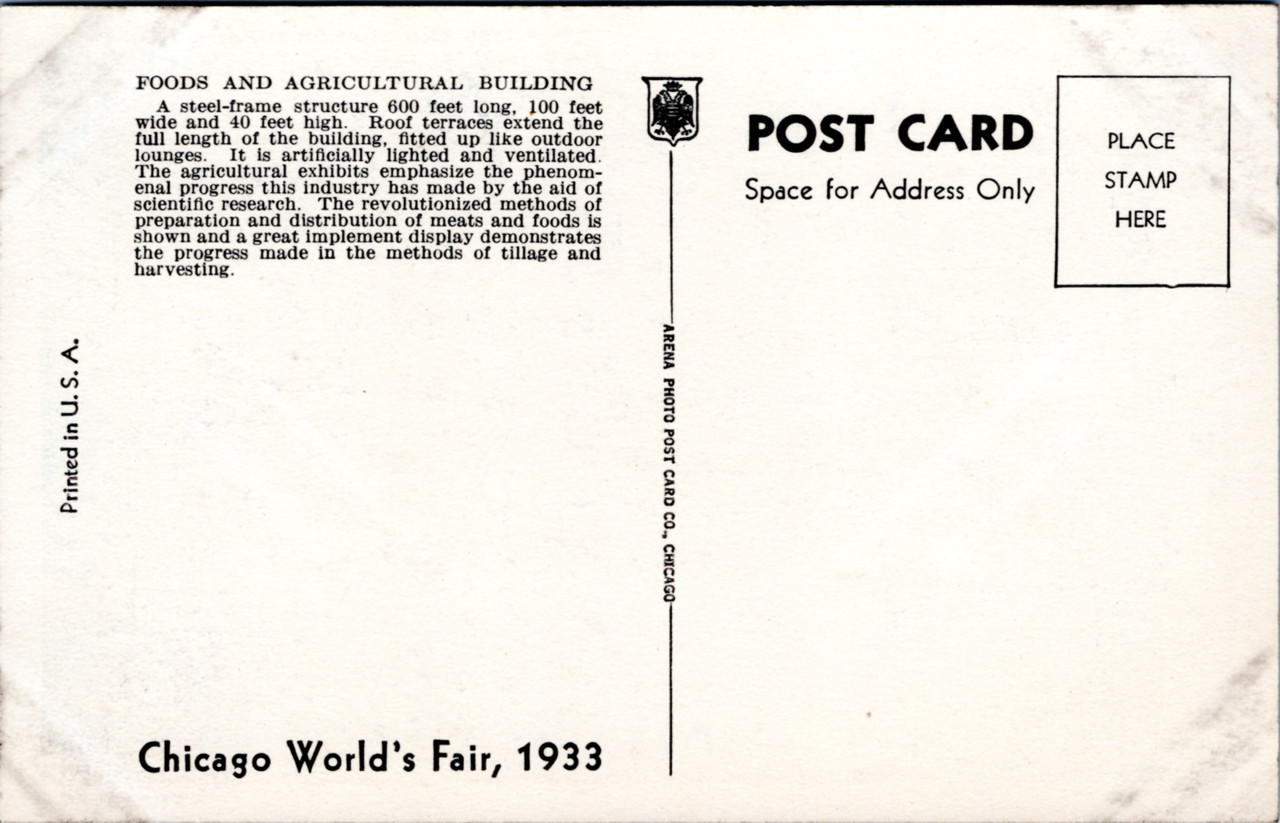 FOODS AND AGRICULTURAL BUILDING
A steel-frame structure 600 feet long, 100 feet
wide and 40 feet high. Roof terraces extend the
full length of the building, fitted up like outdoor
lounges. It is artificially lighted and ventilated.
The agricultural exhibits emphasize the phenom-
enal progress this industry has made by the aid of
scientific research. The revolutionized methods of
preparation and distribution of meats and foods is
shown and a great implement display demonstrates
the progress made in the methods of tillage and
harvesting.
Printed in U. S. A.
Chicago World's Fair, 1933
ARENA PHOTO POST CARD CO., CHICAGO
POST CARD
Space for Address Only
PLACE
STAMP
HERE